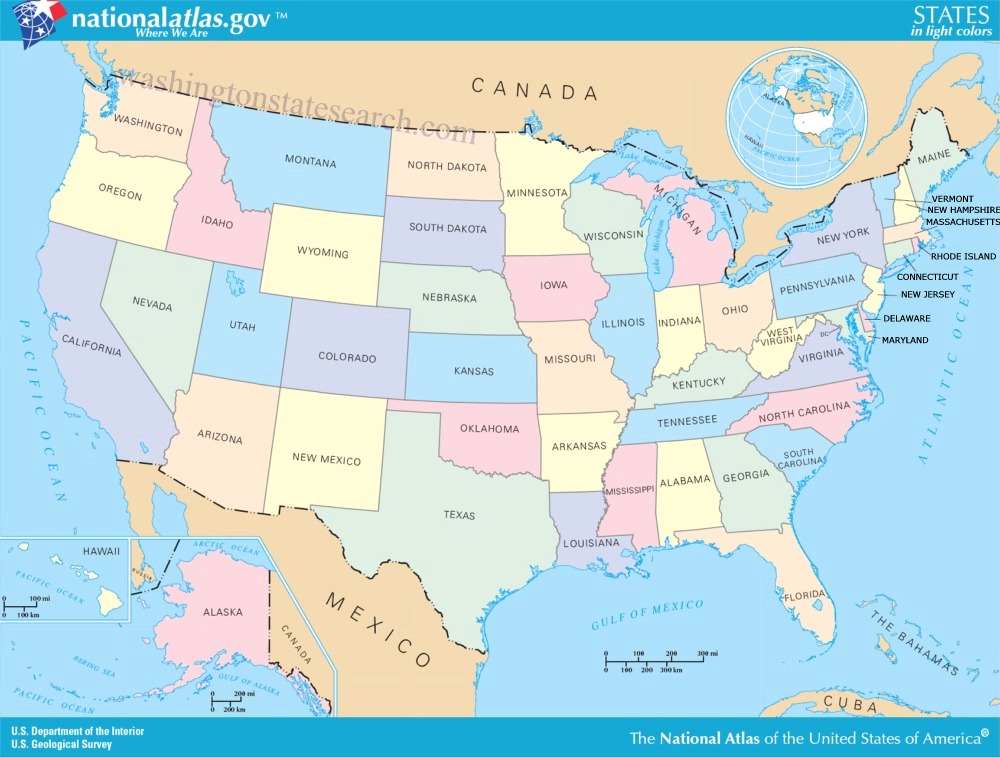 nationalatlas.gov ™
Where We Are
STATES
in light colors
washingtonstatesearch.com
CANADA
ALASKA
HAWAII
PACIFIC OCEAN
WASHINGTON
MONTANA
NORTH DAKOTA
MINNESOTA
Lake Superior
MICHIGAN
MAINE
OREGON
IDAHO
WYOMING
SOUTH DAKOTA
WISCONSIN
Lake Michigan
NEW YORK
VERMONT
NEW HAMPSHIRE
MASSACHUSETTS
RHODE ISLAND
CONNECTICUT
NEW JERSEY
DELAWARE
MARYLAND
NEVADA
UTAH
COLORADO
NEBRASKA
IOWA
ILLINOIS
INDIANA
OHIO
PENNSYLVANIA
CALIFORNIA
KANSAS
MISSOURI
KENTUCKY
WEST
VIRGINIA
DC
VIRGINIA
PACIFIC OCEAN
ATLANTIC OCEAN
ARIZONA
NEW MEXICO
OKLAHOMA
ARKANSAS
TENNESSEE
NORTH CAROLINA
SOUTH
CAROLINA
TEXAS
LOUISIANA
MISSISSIPPI
ALABAMA
GEORGIA
FLORIDA
MEXICO
GULF OF MEXICO
THE BAHAMAS
CUBA
0 100 200 300 mi
0 100 200 300 km
HAWAII
PACIFIC OCEAN
0 100 mi
0 100 km
ARCTIC OCEAN
RUSSIA
ALASKA
CANADA
BERING SEA
GULF OF ALASKA
PACIFIC OCEAN
0 200 mi
0 200 km
U.S. Department of the Interior
U.S. Geological Survey
The National Atlas of the United States of America®